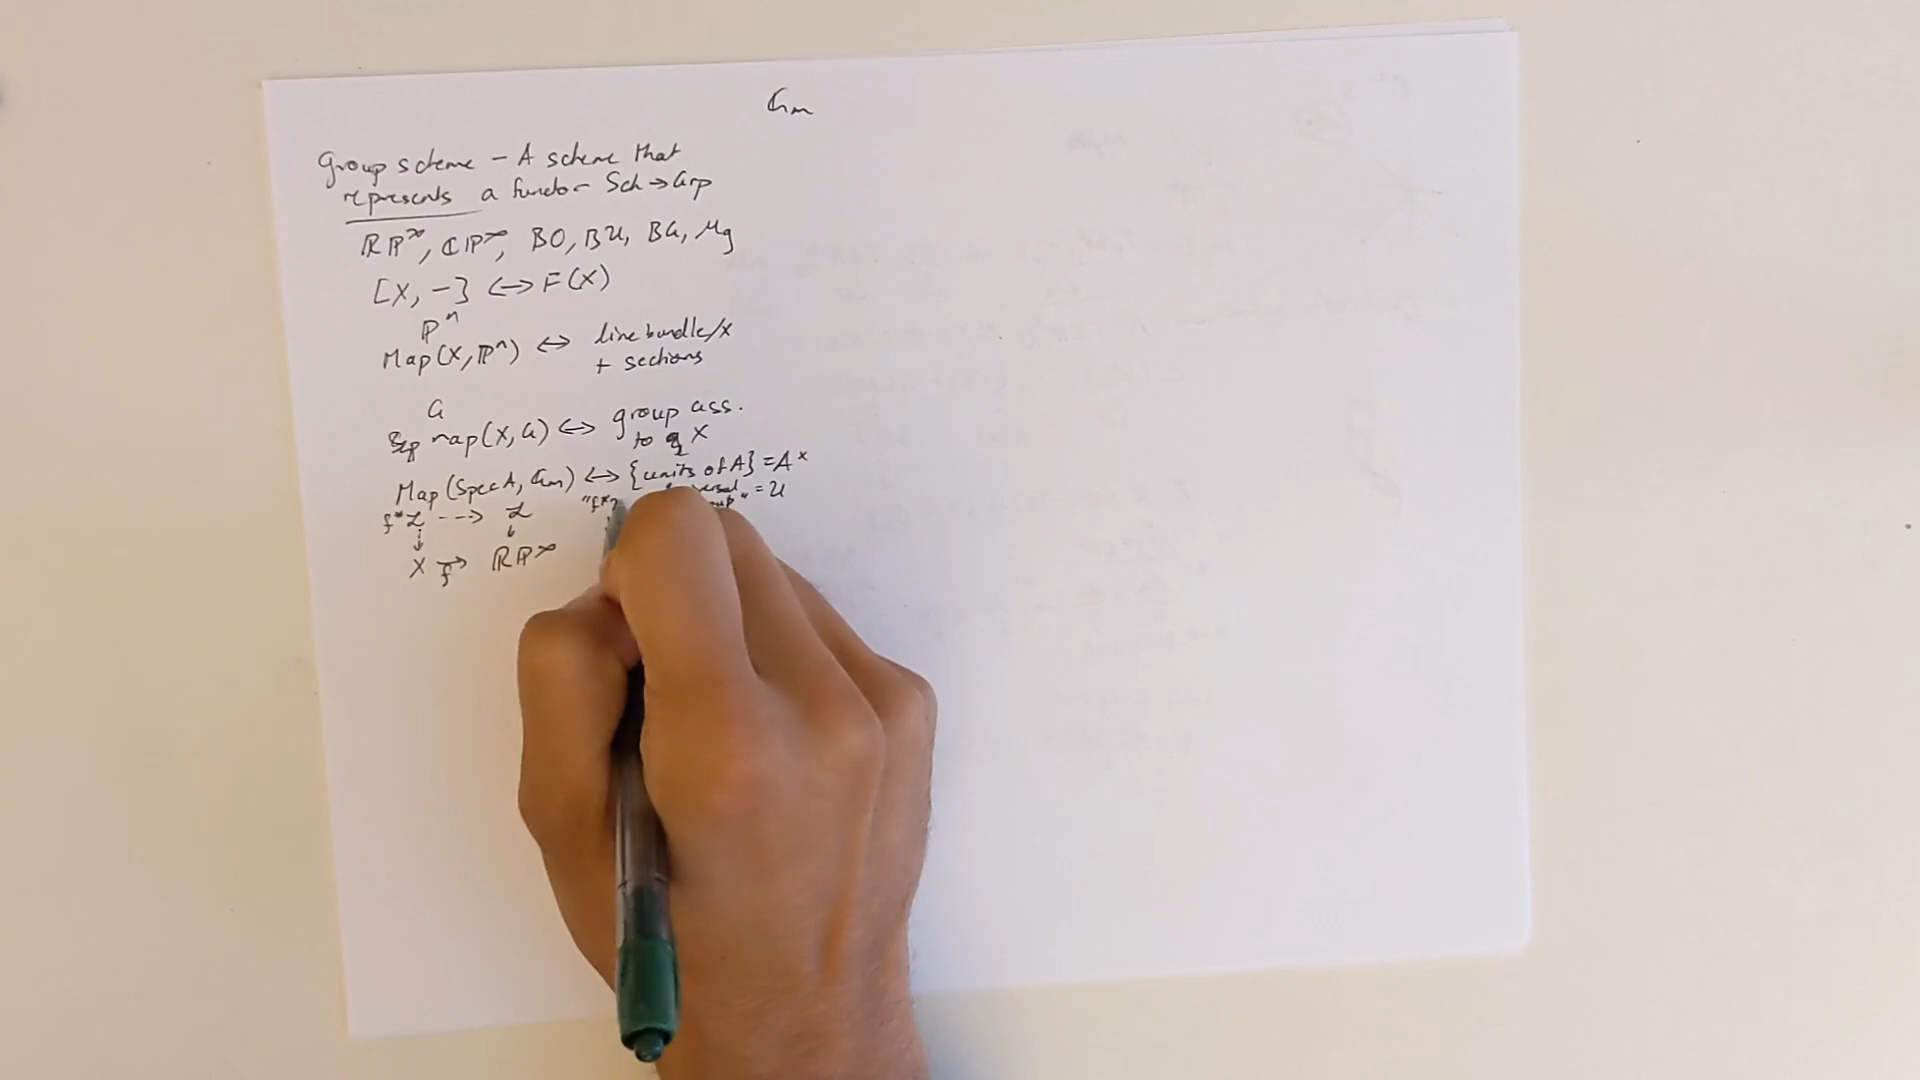 Gm
Group scheme – A scheme that
represents a functor Sch → Grp
ℝP^∞, ℂP^∞, BO, BU, BG, Mg
[X, –] ↔ F(X)
ℙ^n
Map(X, ℙ^n) ↔ line bundle/X
+ sections
G
Map(X, G) ↔ group ass.
to X
Map(Spec A, Gm) ↔ {units of A} = A^×
" = U
f*ℒ ⇢ ℒ "f*
↓ ↓
X → ℝP^∞
f